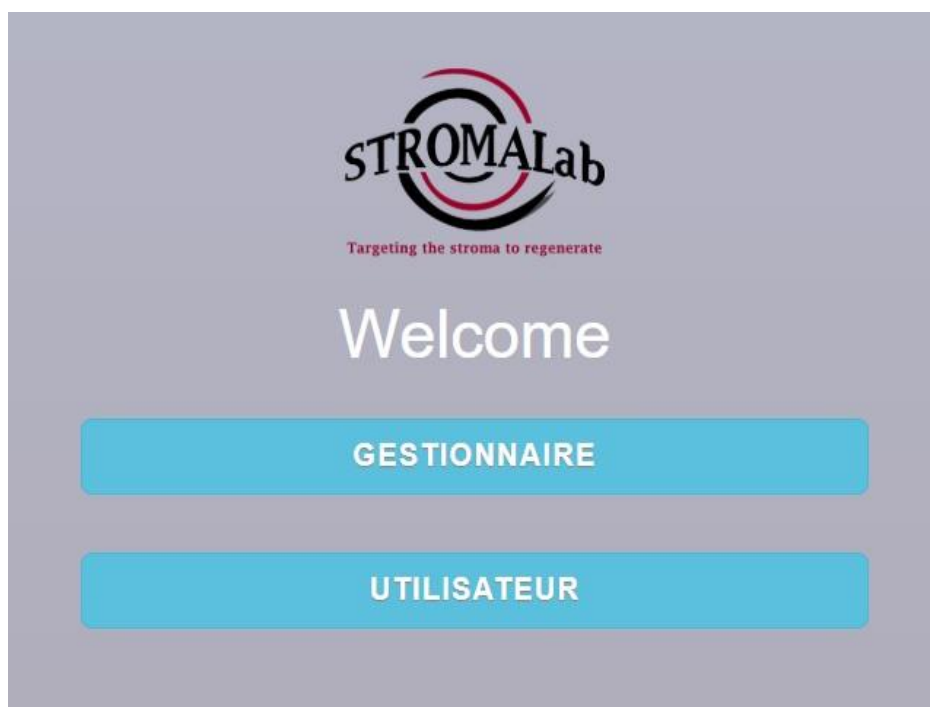 STROMALab
Targeting the stroma to regenerate
Welcome
GESTIONNAIRE
UTILISATEUR